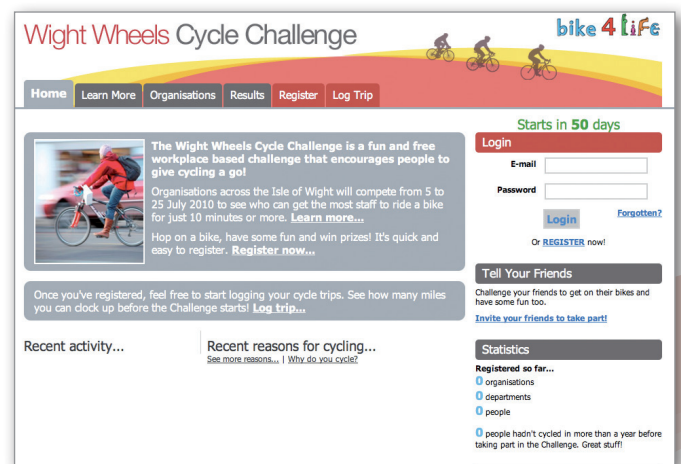 Wight Wheels Cycle Challenge
bike 4 life
Home
Learn More
Organisations
Results
Register
Log Trip
The Wight Wheels Cycle Challenge is a fun and free
workplace based challenge that encourages people to
give cycling a go!
Organisations across the Isle of Wight will compete from 5 to
25 July 2010 to see who can get the most staff to ride a bike
for just 10 minutes or more. Learn more...
Hop on a bike, have some fun and win prizes! It's quick and
easy to register. Register now...
Once you've registered, feel free to start logging your cycle trips. See how many miles
you can clock up before the Challenge starts! Log trip...
Recent activity...
Recent reasons for cycling...
See more reasons... | Why do you cycle?
Starts in 50 days
Login
E-mail
Password
Login
Forgotten?
Or REGISTER now!
Tell Your Friends
Challenge your friends to get on their bikes and
have some fun too.
Invite your friends to take part!
Statistics
Registered so far...
0 organisations
0 departments
0 people
0 people hadn't cycled in more than a year before
taking part in the Challenge. Great stuff!